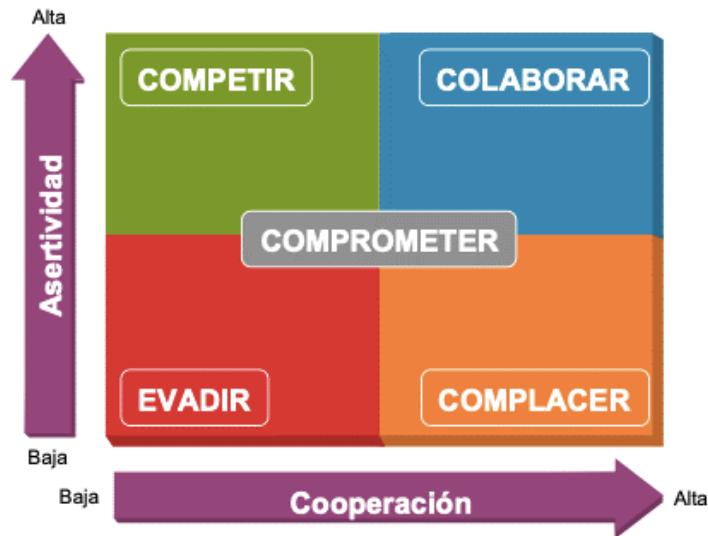 Alta
COMPETIR
COLABORAR
Asertividad
COMPROMETER
EVADIR
COMPLACER
Baja
Baja
Cooperación
Alta